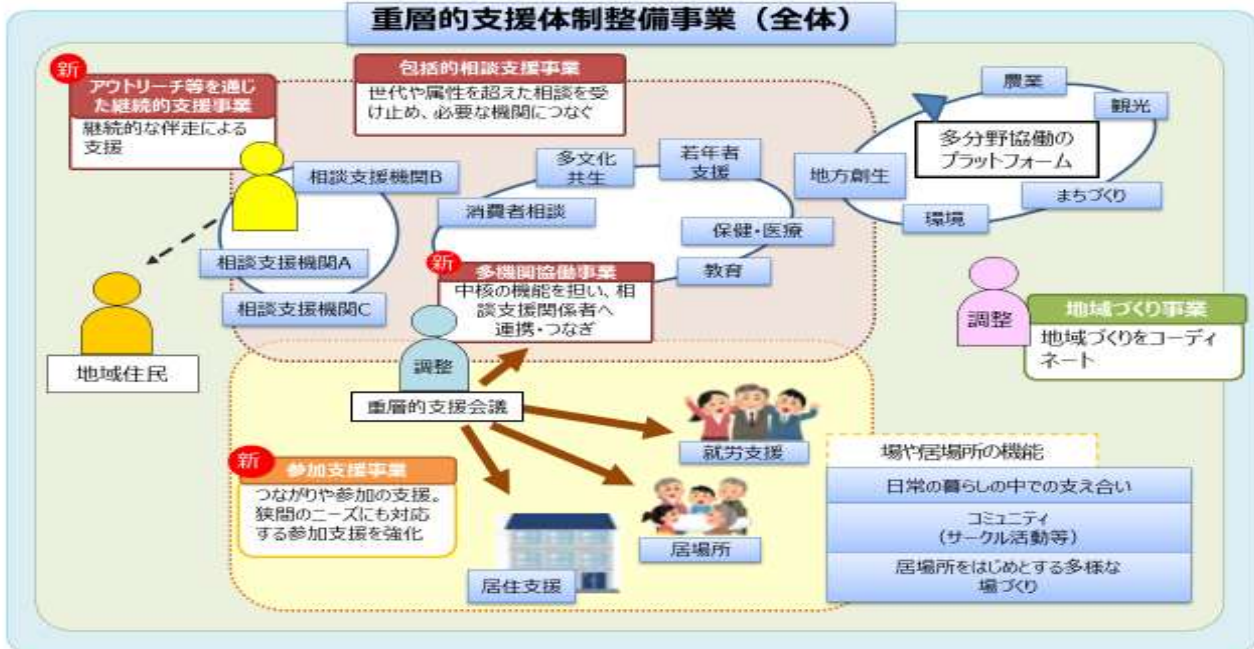 重層的支援体制整備事業（全体）
新
アウトリーチ等を通じ
た継続的支援事業
継続的な伴走による
支援
包括的相談支援事業
世代や属性を超えた相談を受
け止め、必要な機関につなぐ
相談支援機関B
相談支援機関A
相談支援機関C
地域住民
多文化
共生
若年者
支援
消費者相談
保健・医療
教育
新
多機関協働事業
中核の機能を担い、相
談支援関係者へ
連携・つなぎ
農業
観光
多分野協働の
プラットフォーム
地方創生
まちづくり
環境
調整
地域づくり事業
地域づくりをコーディ
ネート
調整
重層的支援会議
新
参加支援事業
つながりや参加の支援。
狭間のニーズにも対応
する参加支援を強化
就労支援
居場所
居住支援
場や居場所の機能
日常の暮らしの中での支え合い
コミュニティ
（サークル活動等）
居場所をはじめとする多様な
場づくり